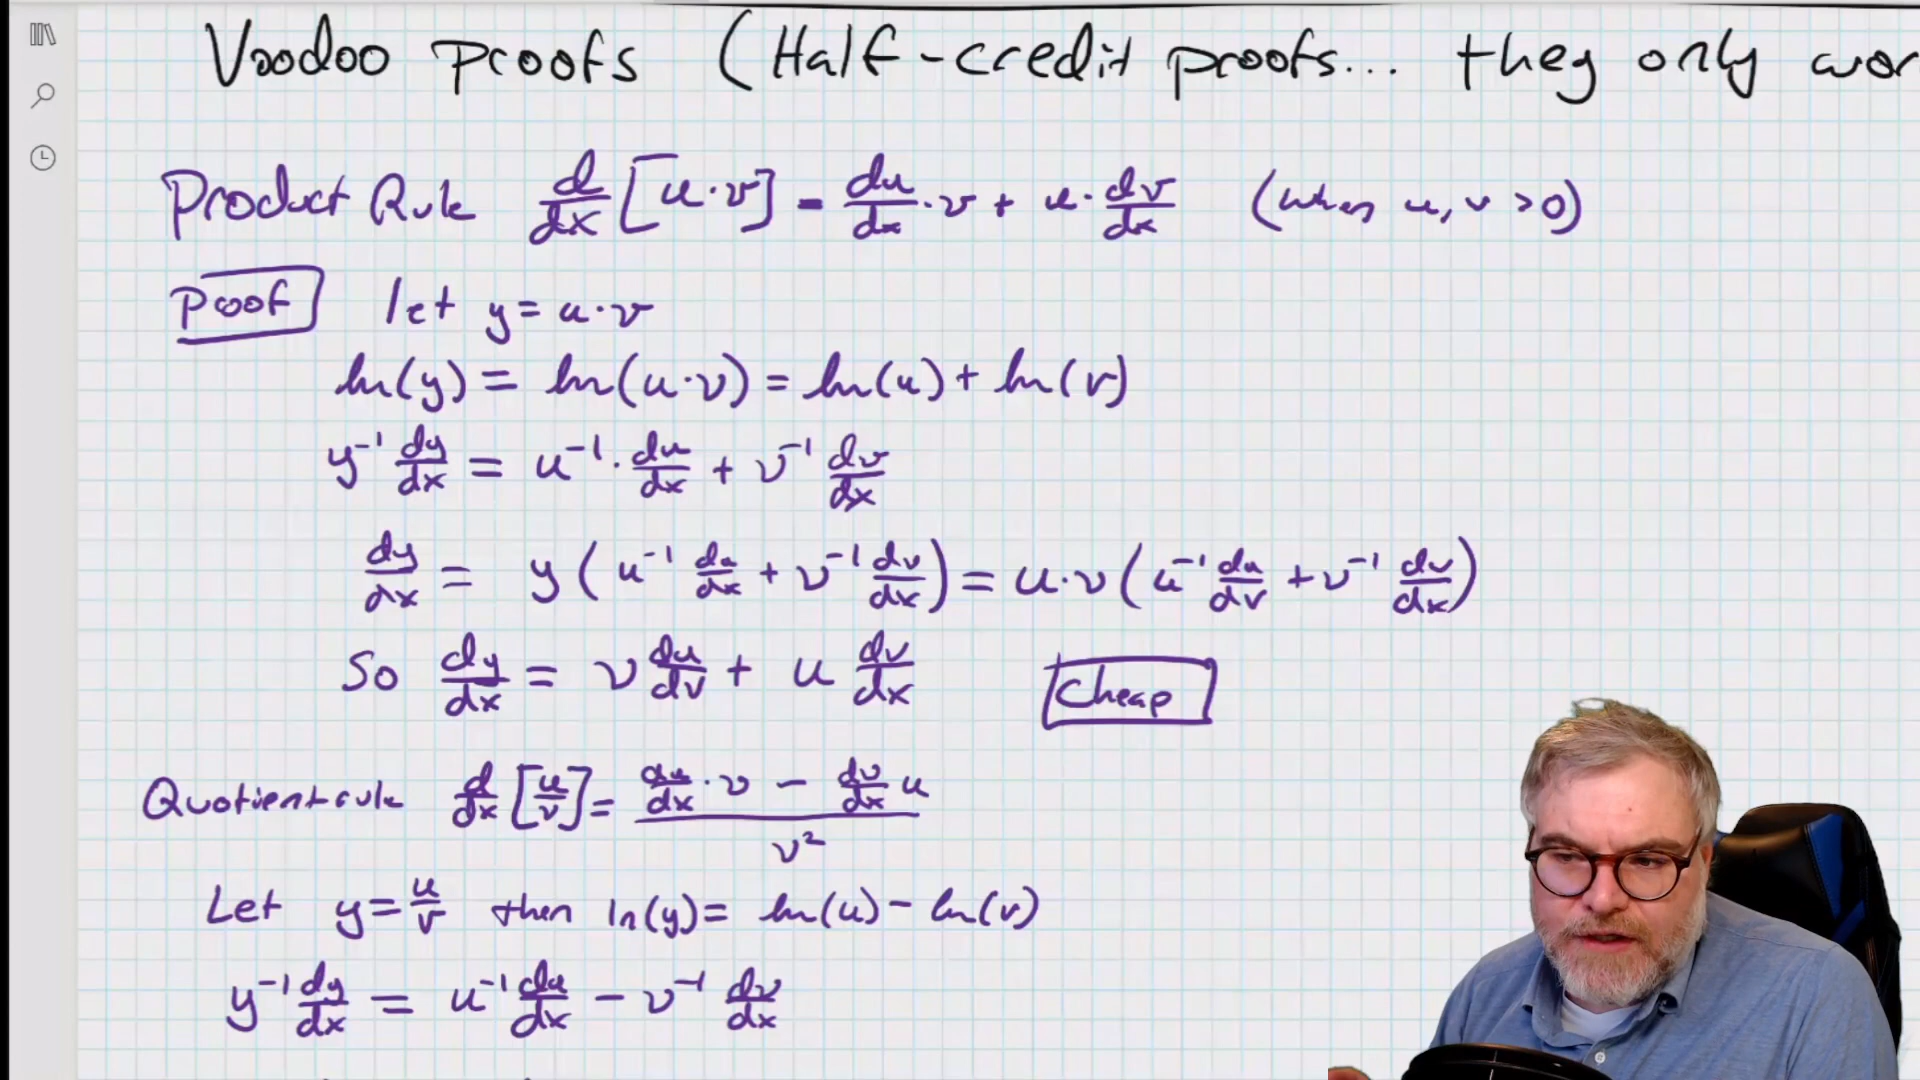 Voodoo Proofs (Half-credit proofs... they only wor
Product Rule d/dx [u·v] = du/dx·v + u·dv/dx (when u, v >0)
Proof let y = u·v
ln(y) = ln(u·v) = ln(u) + ln(v)
y⁻¹ dy/dx = u⁻¹·du/dx + v⁻¹ dv/dx
dy/dx = y(u⁻¹ du/dx + v⁻¹ dv/dx) = u·v(u⁻¹ du/dv + v⁻¹ dv/dx)
So dy/dx = v du/dv + u dv/dx Cheap
Quotient rule d/dx [u/v] = (du/dx·v − dv/dx u)/v²
Let y = u/v then ln(y) = ln(u) − ln(v)
y⁻¹ dy/dx = u⁻¹ du/dx − v⁻¹ dv/dx